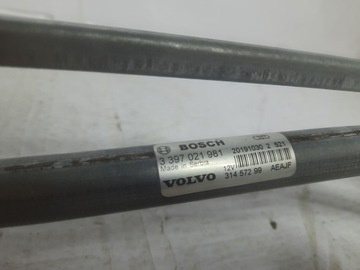 BOSCH
3 397 021 981 20191030 2 521
Made in Serbia 12V AEAJF
VOLVO 314 572 99